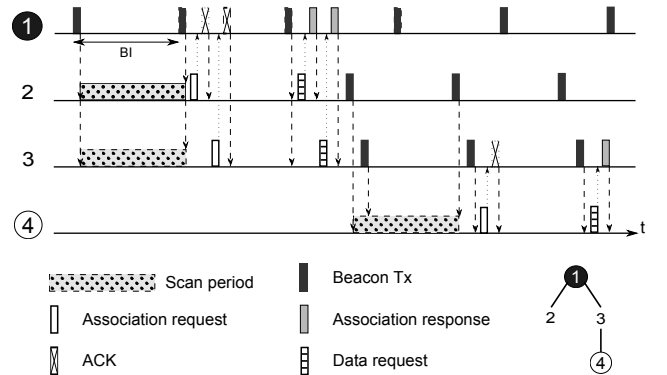 1
BI
2
3
4
t
Scan period
Beacon Tx
Association request
Association response
ACK
Data request
1
2
3
4